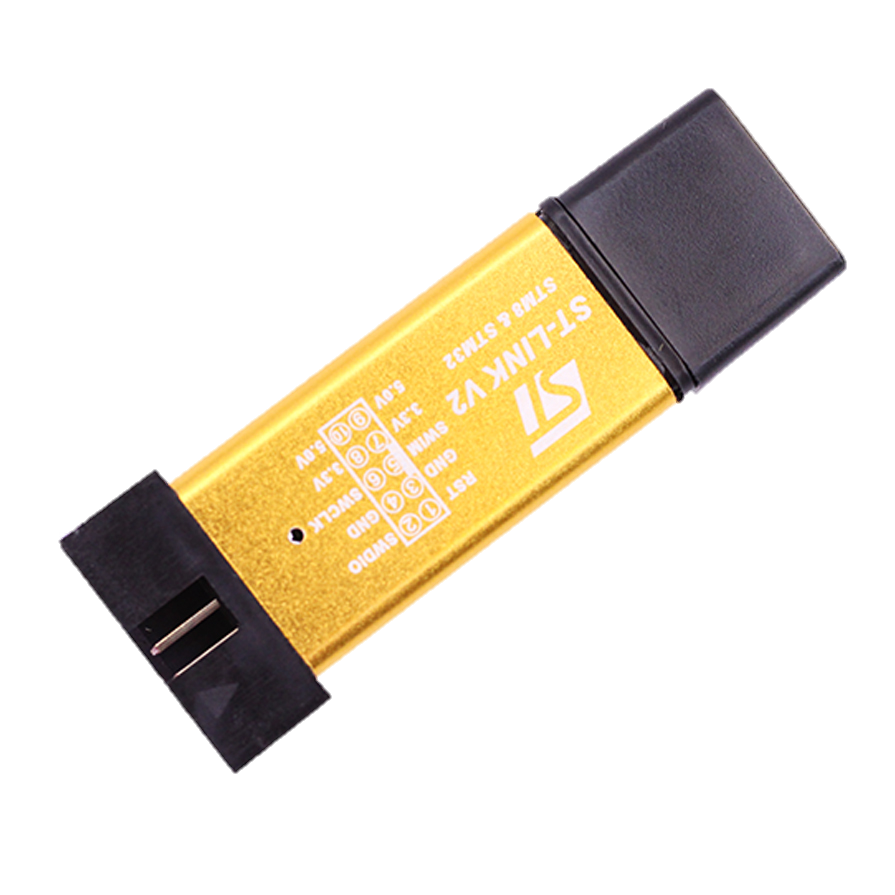 ST
ST-LINK V2
STM8 & STM32
RST 1 2 SWDIO
GND 3 4 GND
SWIM 5 6 SWCLK
3.3V 7 8 3.3V
5.0V 9 10 5.0V